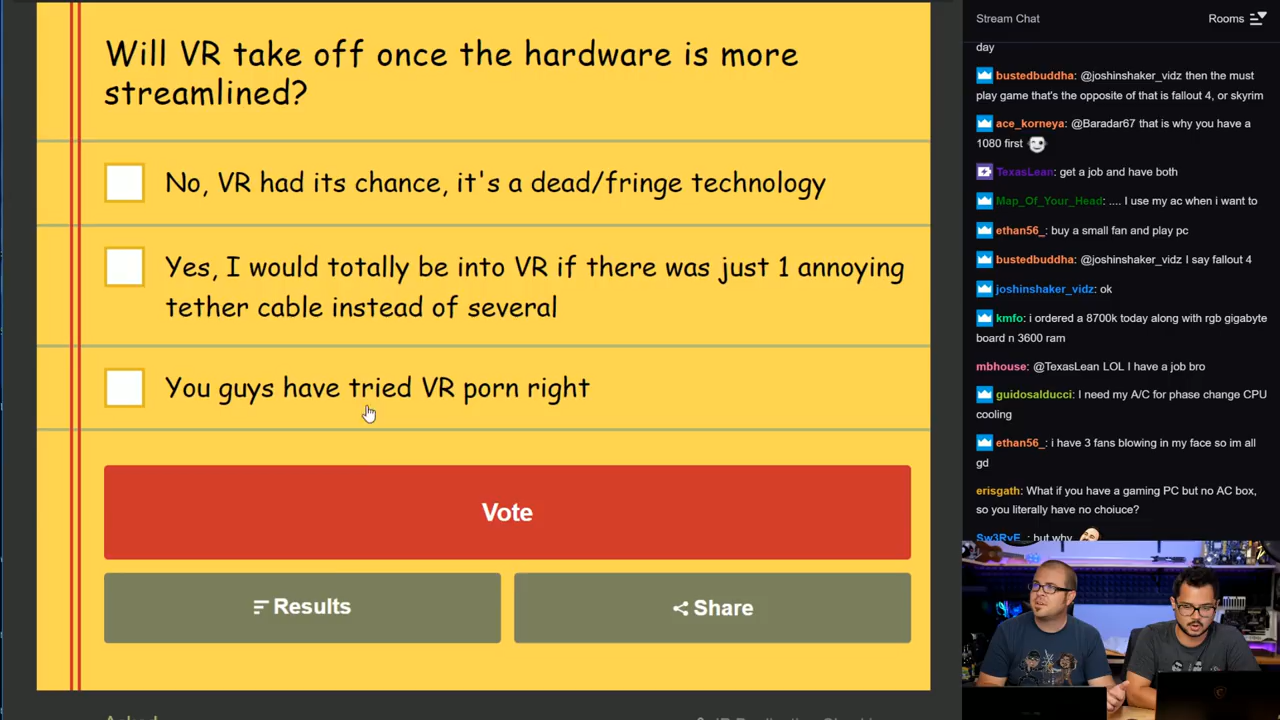 Will VR take off once the hardware is more
streamlined?
No, VR had its chance, it's a dead/fringe technology
Yes, I would totally be into VR if there was just 1 annoying
tether cable instead of several
You guys have tried VR porn right
Vote
Results
Share
Stream Chat
Rooms
day
bustedbuddha: @joshinshaker_vidz then the must
play game that's the opposite of that is fallout 4, or skyrim
ace_korneya: @Baradar67 that is why you have a
1080 first
TexasLean: get a job and have both
Map_Of_Your_Head: .... I use my ac when i want to
ethan56_: buy a small fan and play pc
bustedbuddha: @joshinshaker_vidz I say fallout 4
joshinshaker_vidz: ok
kmfo: i ordered a 8700k today along with rgb gigabyte
board n 3600 ram
mbhouse: @TexasLean LOL I have a job bro
guidosalducci: I need my A/C for phase change CPU
cooling
ethan56_: i have 3 fans blowing in my face so im all
gd
erisgath: What if you have a gaming PC but no AC box,
so you literally have no choiuce?
Sw3RvE_: but why